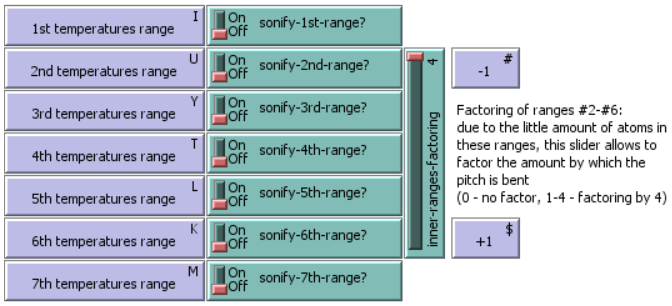 1st temperatures range I On Off sonify-1st-range?
2nd temperatures range U On Off sonify-2nd-range?
3rd temperatures range Y On Off sonify-3rd-range?
4th temperatures range T On Off sonify-4th-range?
5th temperatures range L On Off sonify-5th-range?
6th temperatures range K On Off sonify-6th-range?
7th temperatures range M On Off sonify-7th-range?
inner-ranges-factoring 4
-1 #
Factoring of ranges #2-#6:
due to the little amount of atoms in
these ranges, this slider allows to
factor the amount by which the
pitch is bent
(0 - no factor, 1-4 - factoring by 4)
+1 $